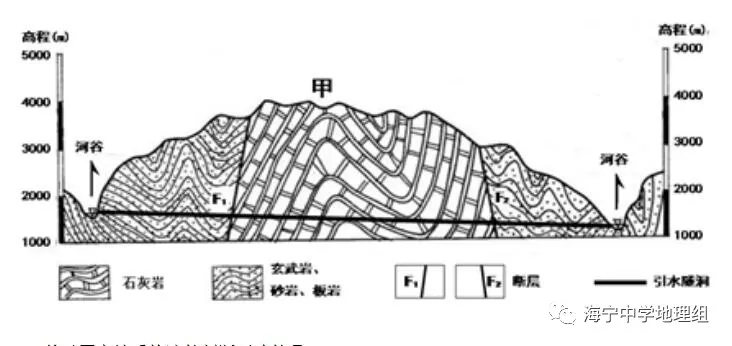 高程(m)
高程(m)
5000
5000
4000
甲
4000
3000
河谷
河谷
3000
2000
F₁
F₂
2000
1000
1000
石灰岩
玄武岩、
砂岩、板岩
F₁
F₂
断层
引水隧洞
海宁中学地理组